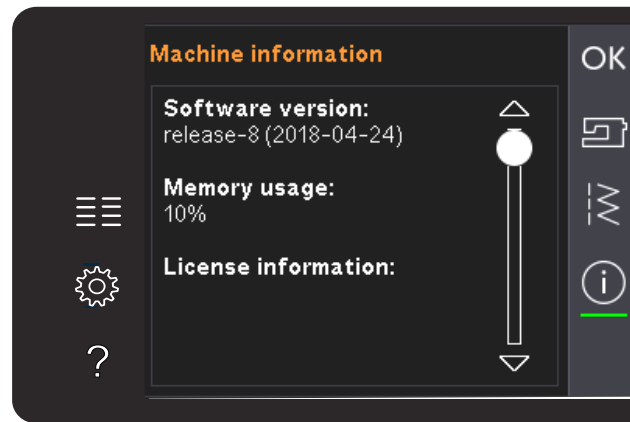 Machine information
OK
Software version:
release-8 (2018-04-24)
Memory usage:
10%
License information:
?
i